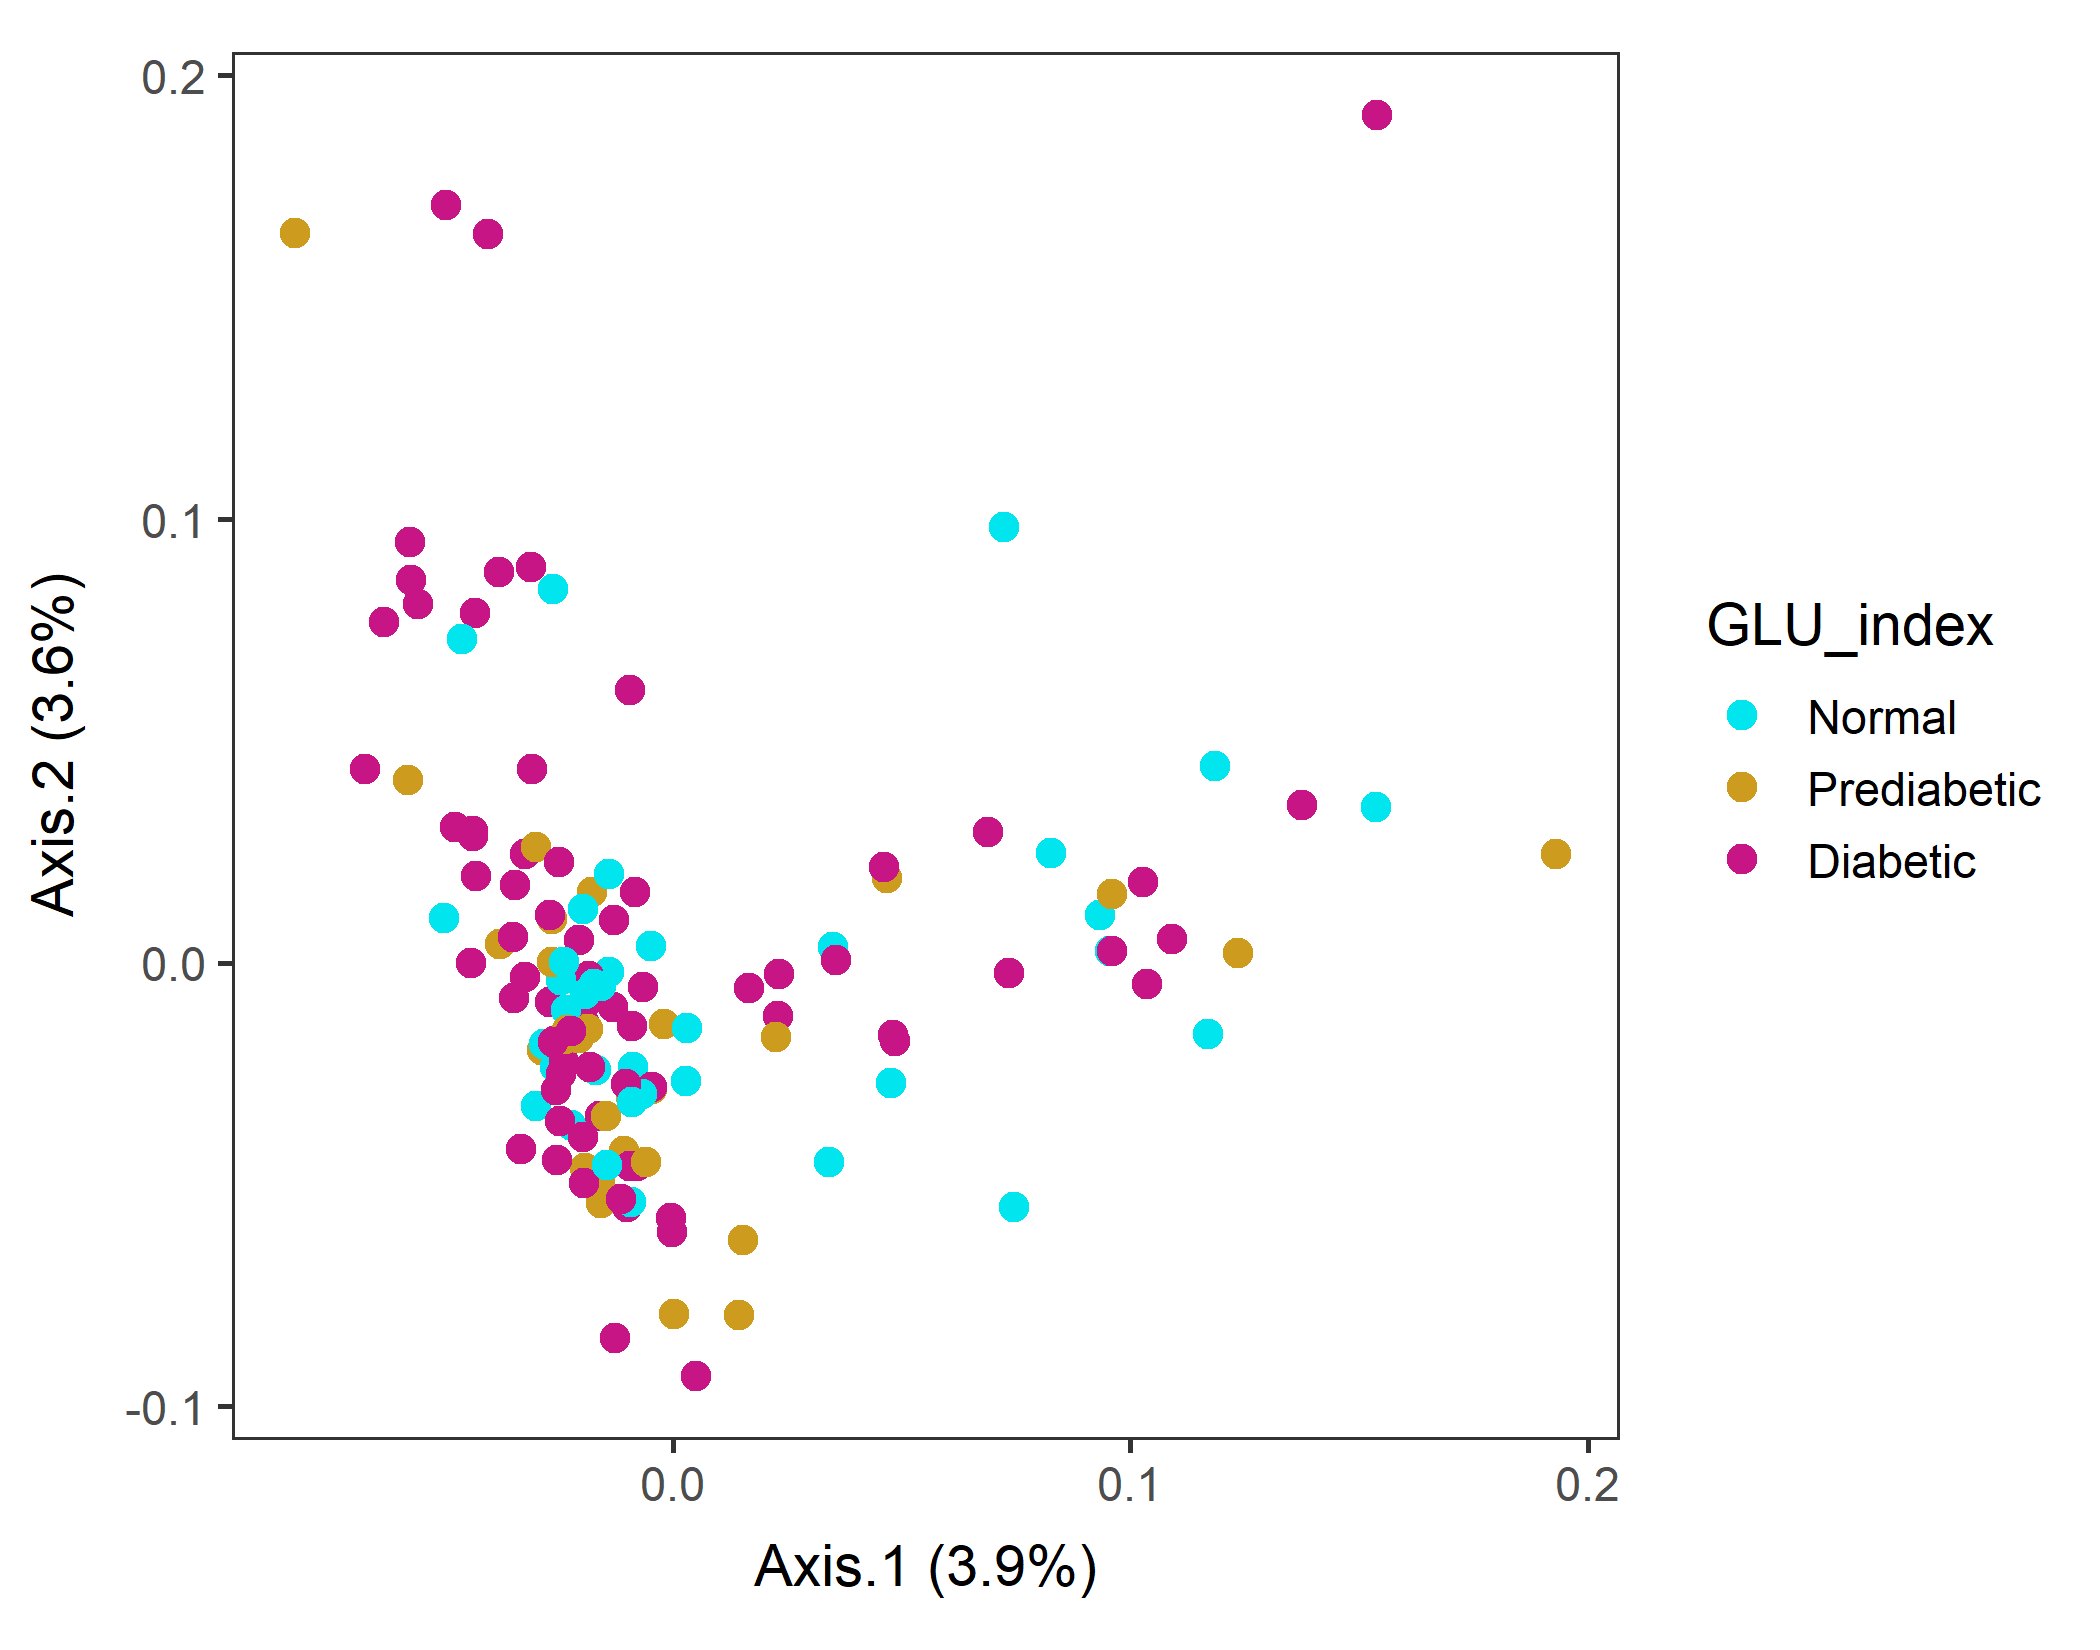 0.2
0.1
0.0
-0.1
Axis.2 (3.6%)
0.0
0.1
0.2
Axis.1 (3.9%)
GLU_index
Normal
Prediabetic
Diabetic